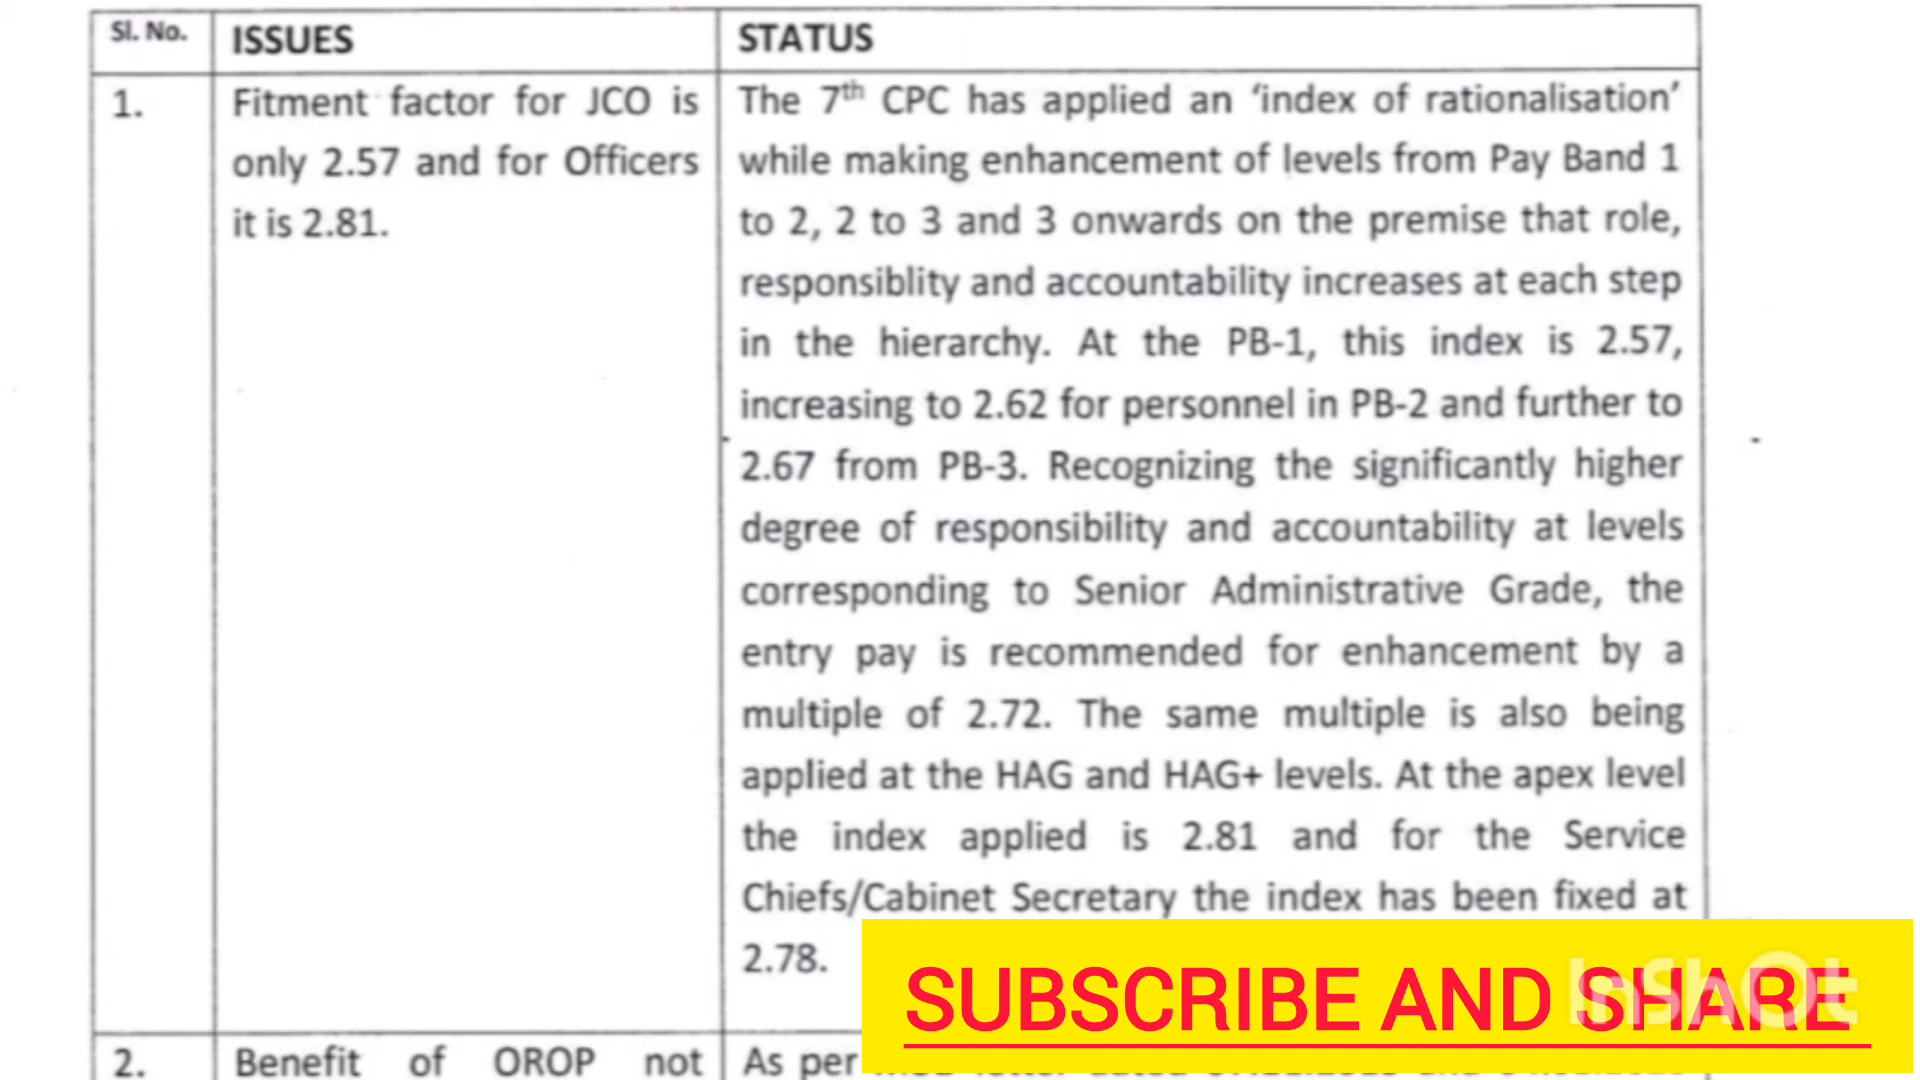 Sl. No.
ISSUES
STATUS
1.
Fitment factor for JCO is
only 2.57 and for Officers
it is 2.81.
The 7th CPC has applied an ‘index of rationalisation’
while making enhancement of levels from Pay Band 1
to 2, 2 to 3 and 3 onwards on the premise that role,
responsiblity and accountability increases at each step
in the hierarchy. At the PB-1, this index is 2.57,
increasing to 2.62 for personnel in PB-2 and further to
2.67 from PB-3. Recognizing the significantly higher
degree of responsibility and accountability at levels
corresponding to Senior Administrative Grade, the
entry pay is recommended for enhancement by a
multiple of 2.72. The same multiple is also being
applied at the HAG and HAG+ levels. At the apex level
the index applied is 2.81 and for the Service
Chiefs/Cabinet Secretary the index has been fixed at
2.78.
2.
Benefit of OROP not
As per
SUBSCRIBE AND SHARE
InShOt